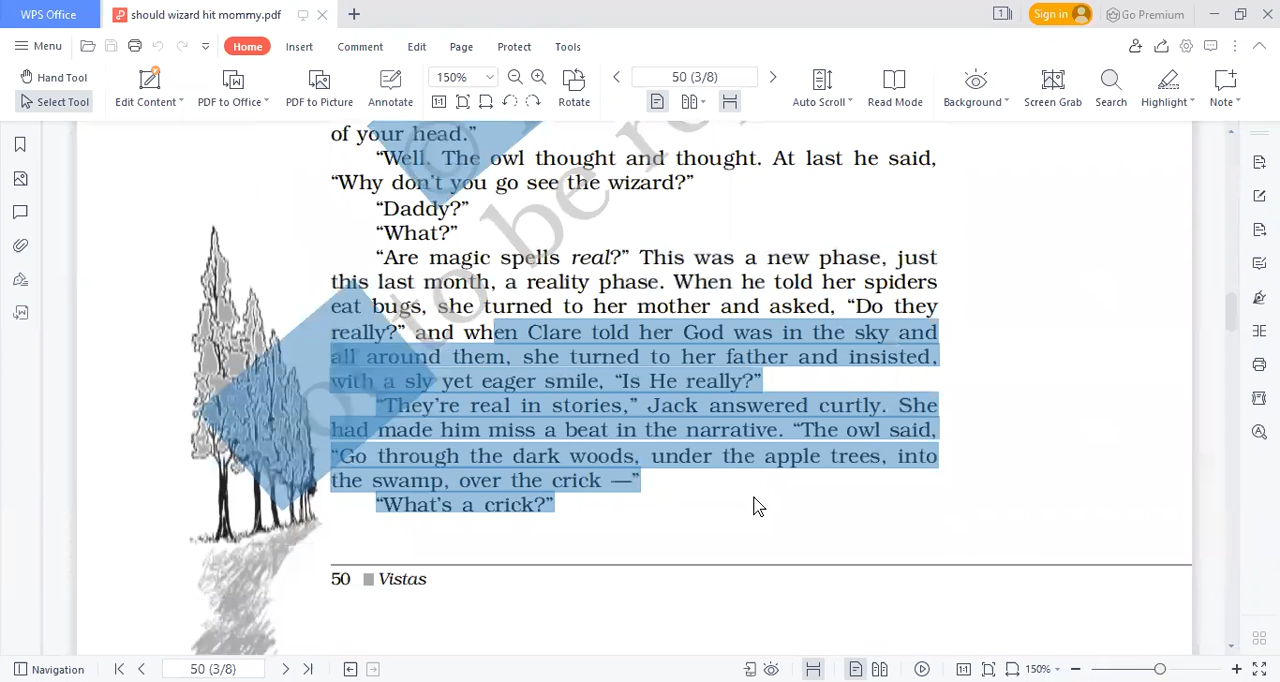 WPS Office
should wizard hit mommy.pdf
1
Sign in
Go Premium
Menu
Home
Insert
Comment
Edit
Page
Protect
Tools
Hand Tool
Select Tool
Edit Content
PDF to Office
PDF to Picture
Annotate
150%
Rotate
50 (3/8)
Auto Scroll
Read Mode
Background
Screen Grab
Search
Highlight
Note
of your head.”
“Well. The owl thought and thought. At last he said,
“Why don’t you go see the wizard?”
“Daddy?”
“What?”
“Are magic spells real?” This was a new phase, just
this last month, a reality phase. When he told her spiders
eat bugs, she turned to her mother and asked, “Do they
really?” and when Clare told her God was in the sky and
all around them, she turned to her father and insisted,
with a sly yet eager smile, “Is He really?”
“They’re real in stories,” Jack answered curtly. She
had made him miss a beat in the narrative. “The owl said,
“Go through the dark woods, under the apple trees, into
the swamp, over the crick —”
“What’s a crick?”
50 Vistas
to be re
Navigation
50 (3/8)
150%